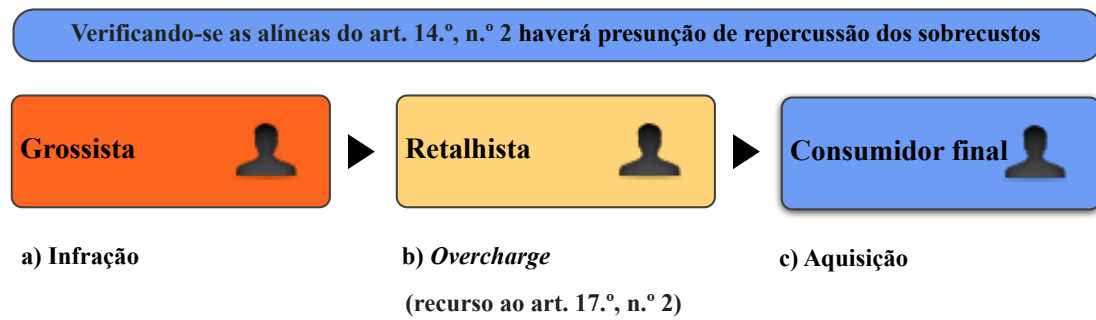 Verificando-se as alíneas do art. 14.º, n.º 2 haverá presunção de repercussão dos sobrecustos
Grossista
Retalhista
Consumidor final
a) Infração
b) Overcharge
c) Aquisição
(recurso ao art. 17.º, n.º 2)